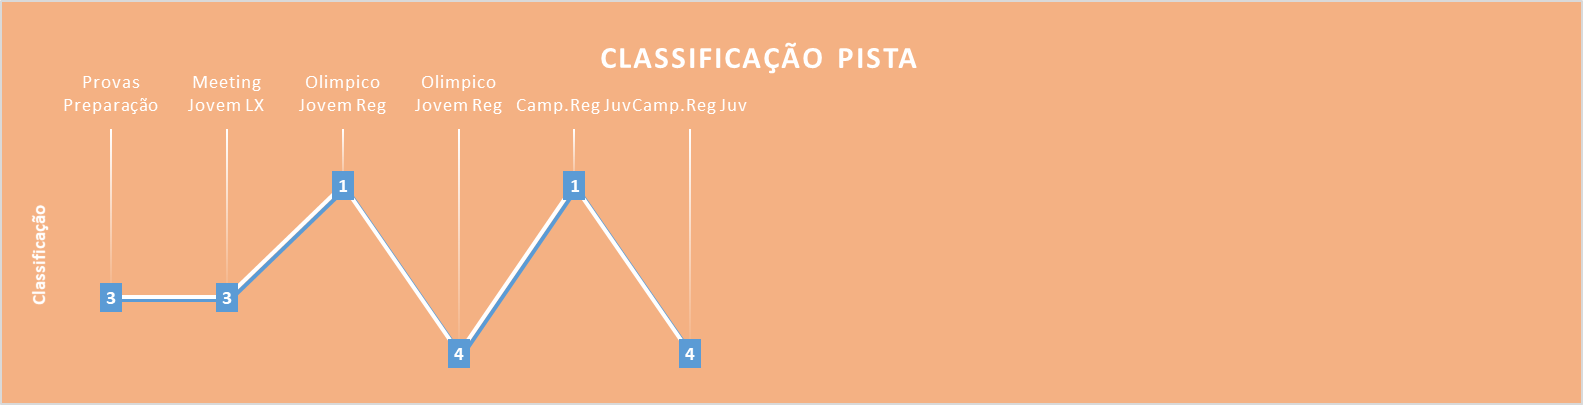 CLASSIFICAÇÃO PISTA
Provas
Preparação
Meeting
Jovem LX
Olimpico
Jovem Reg
Olimpico
Jovem Reg
Camp.Reg Juv
Camp.Reg Juv
Classificação
3
3
1
4
1
4